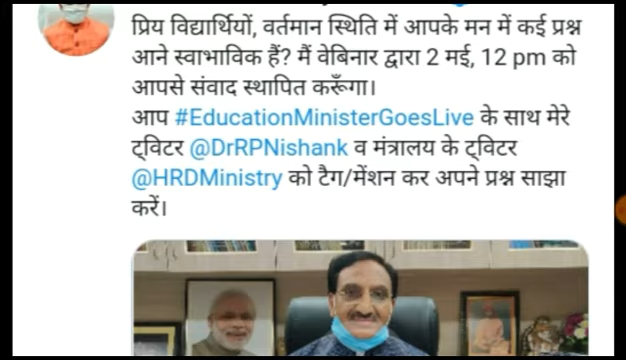 प्रिय विद्यार्थियों, वर्तमान स्थिति में आपके मन में कई प्रश्न
आने स्वाभाविक हैं? मैं वेबिनार द्वारा 2 मई, 12 pm को
आपसे संवाद स्थापित करूँगा।
आप #EducationMinisterGoesLive के साथ मेरे
ट्विटर @DrRPNishank व मंत्रालय के ट्विटर
@HRDMinistry को टैग/मेंशन कर अपने प्रश्न साझा
करें।